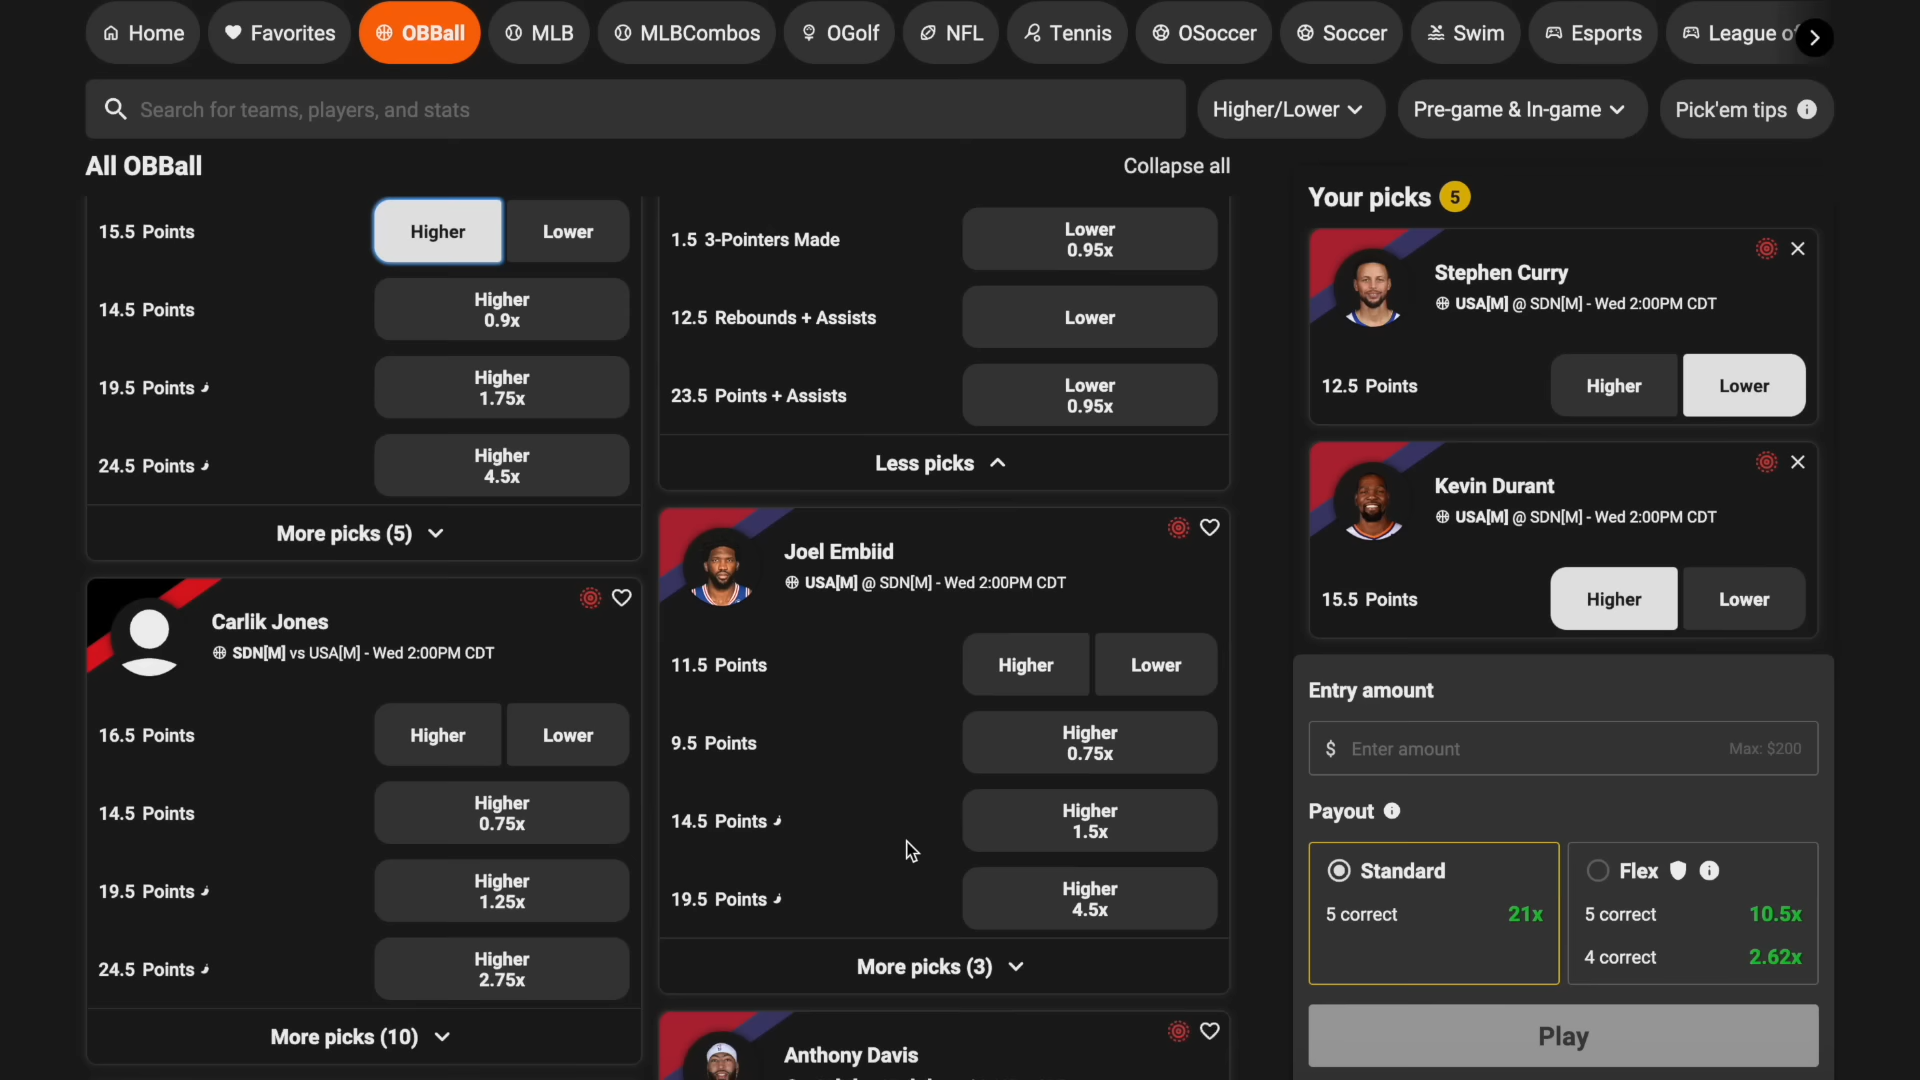 Home
Favorites
OBBall
MLB
MLBCombos
OGolf
NFL
Tennis
OSoccer
Soccer
Swim
Esports
League
Search for teams, players, and stats
Higher/Lower
Pre-game & In-game
Pick'em tips
All OBBall
Collapse all
15.5 Points
Higher
Lower
14.5 Points
Higher
0.9x
19.5 Points
Higher
1.75x
24.5 Points
Higher
4.5x
More picks (5)
Carlik Jones
SDN[M] vs USA[M] - Wed 2:00PM CDT
16.5 Points
Higher
Lower
14.5 Points
Higher
0.75x
19.5 Points
Higher
1.25x
24.5 Points
Higher
2.75x
More picks (10)
1.5 3-Pointers Made
Lower
0.95x
12.5 Rebounds + Assists
Lower
23.5 Points + Assists
Lower
0.95x
Less picks
Joel Embiid
USA[M] @ SDN[M] - Wed 2:00PM CDT
11.5 Points
Higher
Lower
9.5 Points
Higher
0.75x
14.5 Points
Higher
1.5x
19.5 Points
Higher
4.5x
More picks (3)
Anthony Davis
Your picks 5
Stephen Curry
USA[M] @ SDN[M] - Wed 2:00PM CDT
12.5 Points
Higher
Lower
Kevin Durant
USA[M] @ SDN[M] - Wed 2:00PM CDT
15.5 Points
Higher
Lower
Entry amount
$ Enter amount
Max: $200
Payout
Standard
5 correct 21x
Flex
5 correct 10.5x
4 correct 2.62x
Play